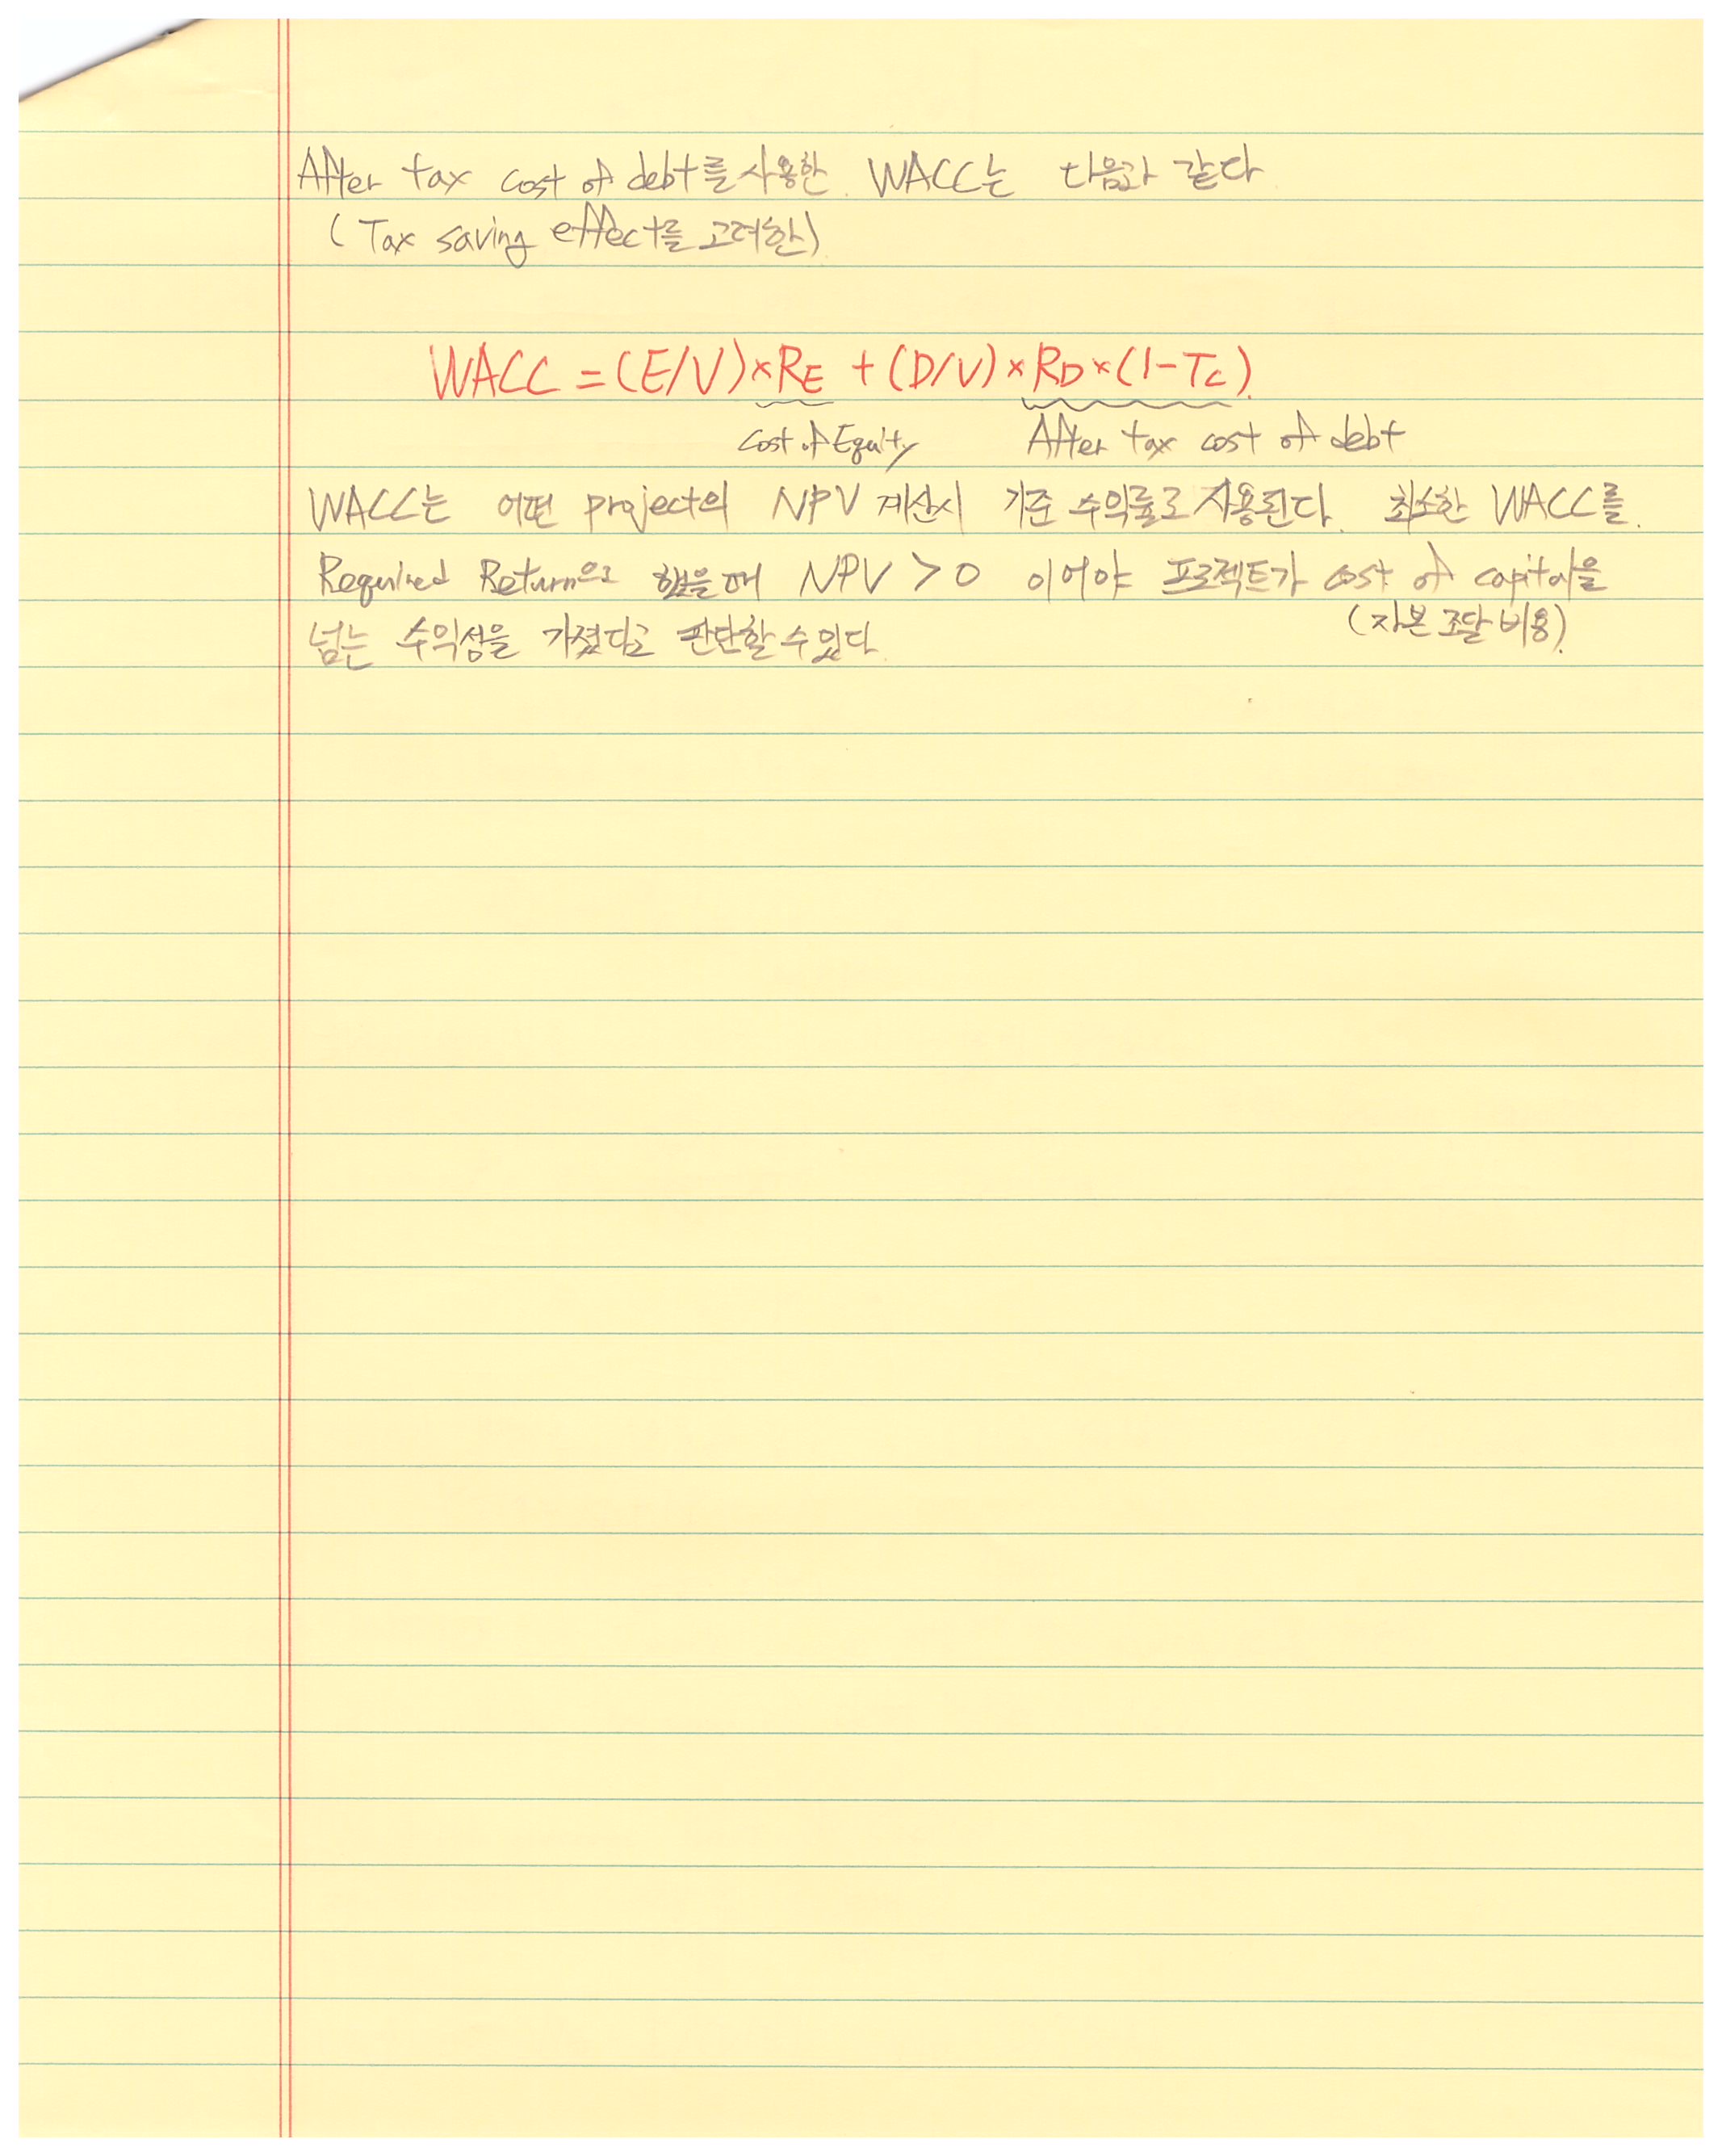 After tax cost of debt를 사용한 WACC는 다음과 같다
(Tax saving effect를 고려한)
WACC = (E/V)×RE + (D/V)×RD×(1-Tc).
Cost of Equity After tax cost of debt
WACC는 어떤 project의 NPV 계산시 기준 수익률로 사용된다. 최소한 WACC를
Required Return으로 했을때 NPV > 0 이어야 프로젝트가 cost of capital을
(자본 조달 비용).
넘는 수익성을 가졌다고 판단할 수 있다.